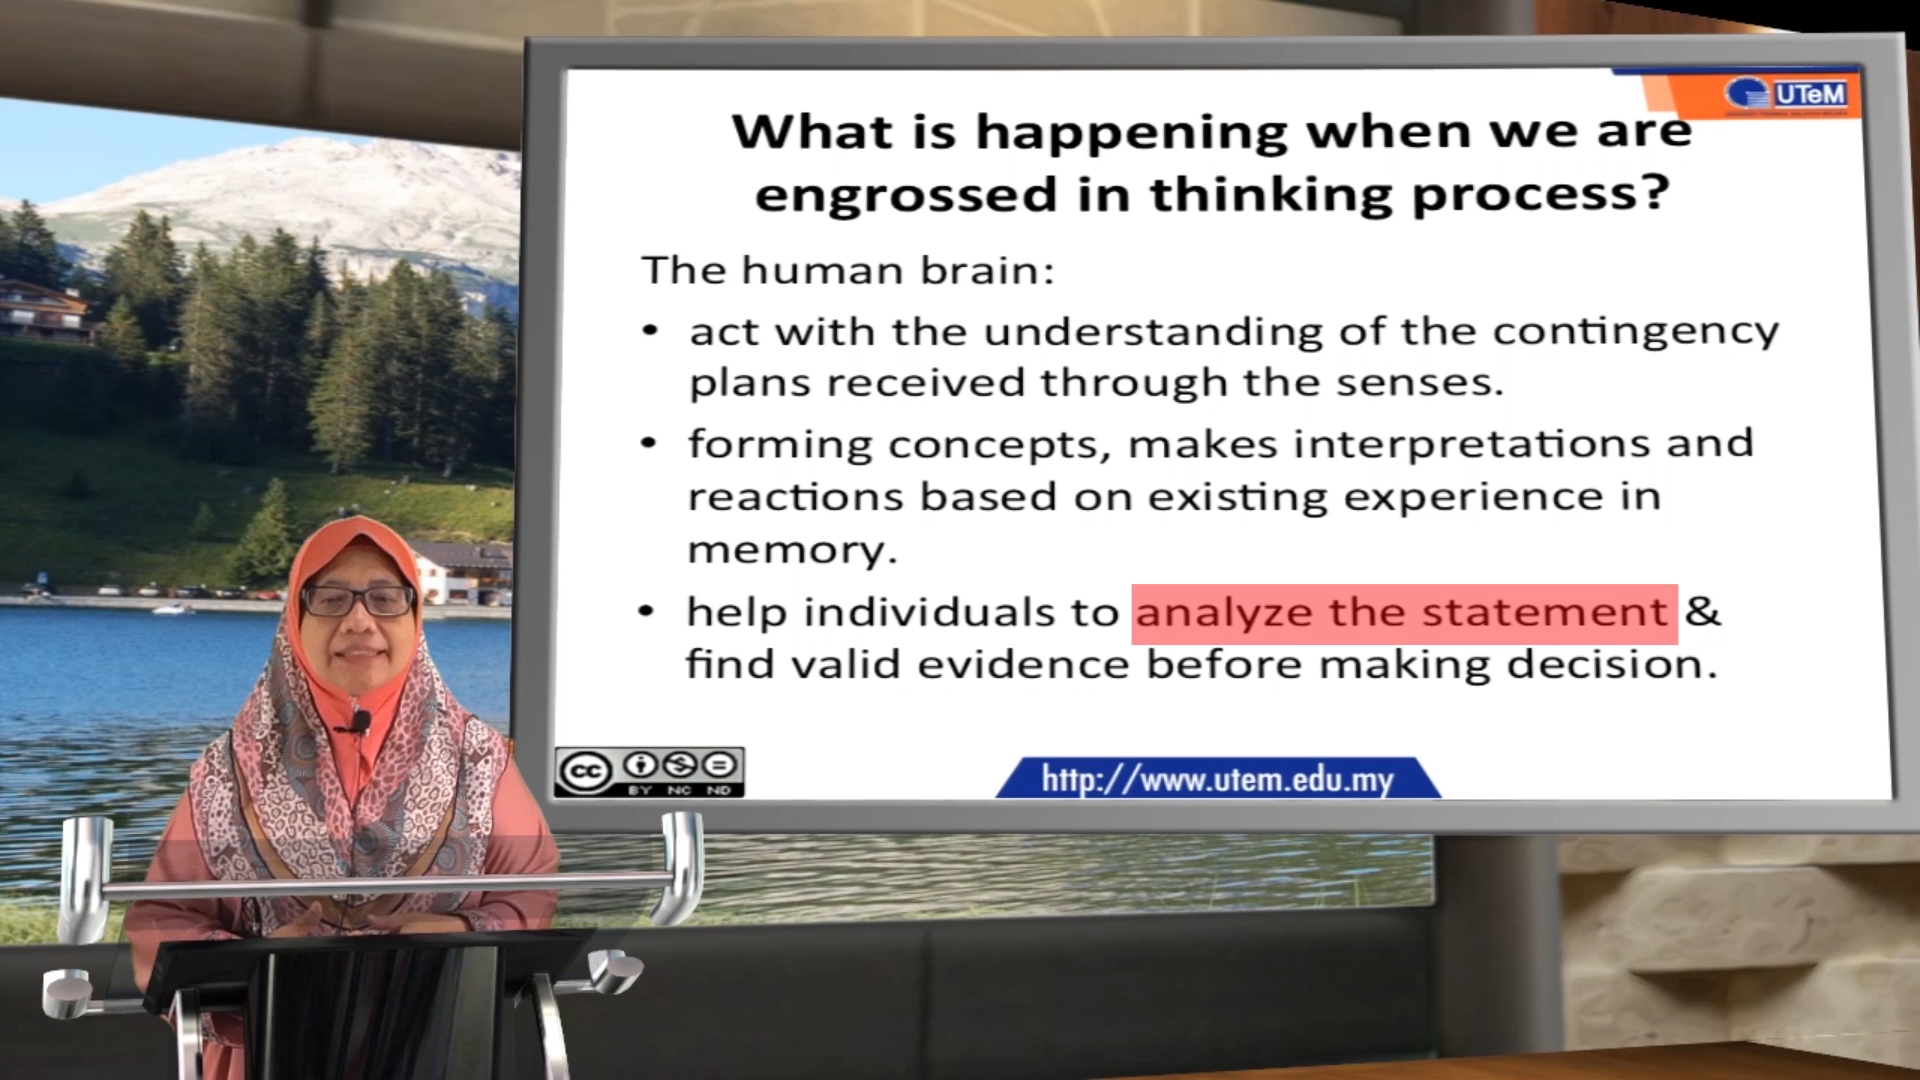 UTeM
What is happening when we are
engrossed in thinking process?
The human brain:
• act with the understanding of the contingency
plans received through the senses.
• forming concepts, makes interpretations and
reactions based on existing experience in
memory.
• help individuals to analyze the statement &
find valid evidence before making decision.
cc
BY NC ND
http://www.utem.edu.my